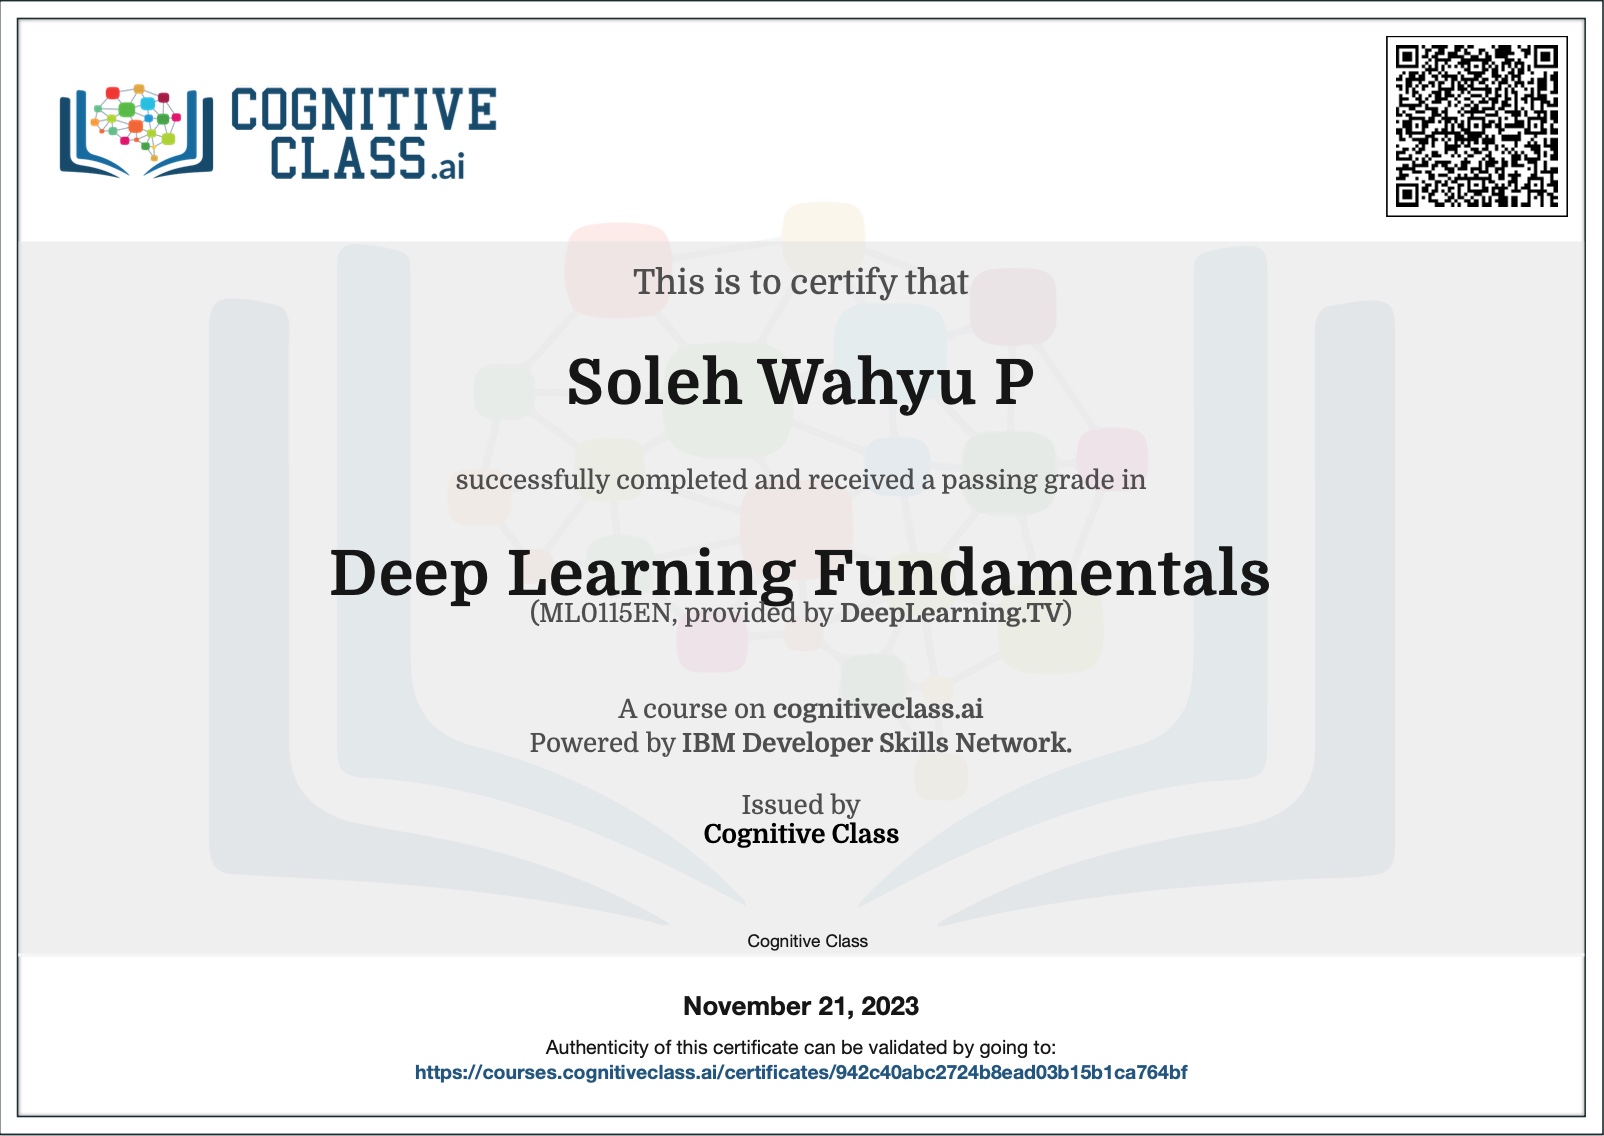 COGNITIVE
CLASS.ai
This is to certify that
Soleh Wahyu P
successfully completed and received a passing grade in
Deep Learning Fundamentals
(ML0115EN, provided by DeepLearning.TV)
A course on cognitiveclass.ai
Powered by IBM Developer Skills Network.
Issued by
Cognitive Class
Cognitive Class
November 21, 2023
Authenticity of this certificate can be validated by going to:
https://courses.cognitiveclass.ai/certificates/942c40abc2724b8ead03b15b1ca764bf